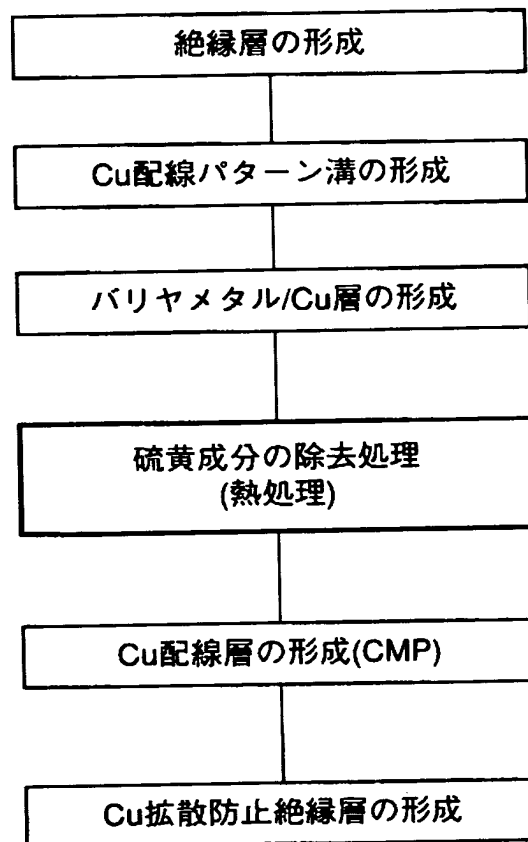 絶縁層の形成
Cu配線パターン溝の形成
バリヤメタル/Cu層の形成
硫黄成分の除去処理
(熱処理)
Cu配線層の形成(CMP)
Cu拡散防止絶縁層の形成